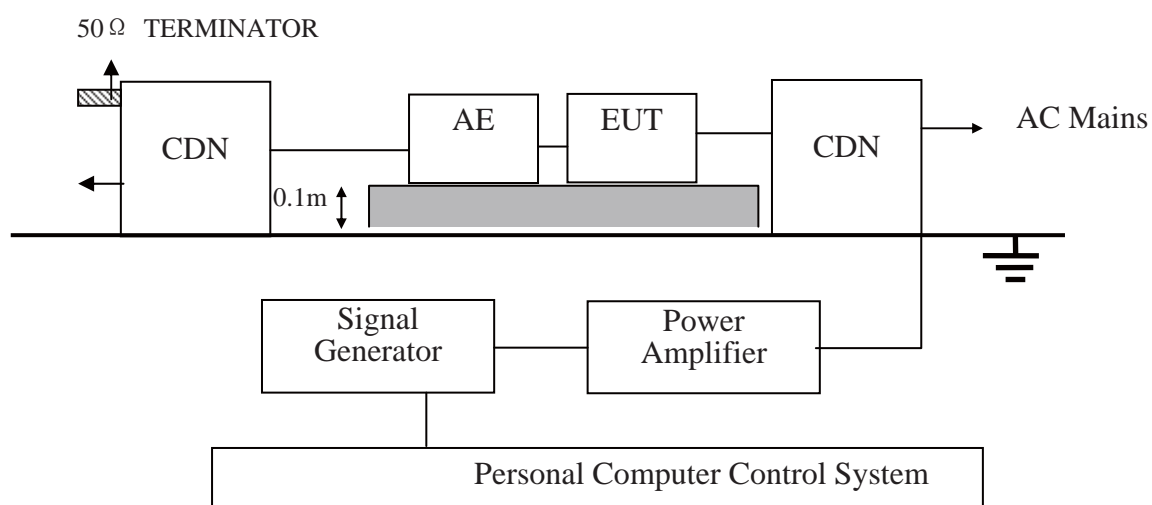 50Ω TERMINATOR
AE
EUT
AC Mains
CDN
CDN
0.1m
Signal
Generator
Power
Amplifier
Personal Computer Control System